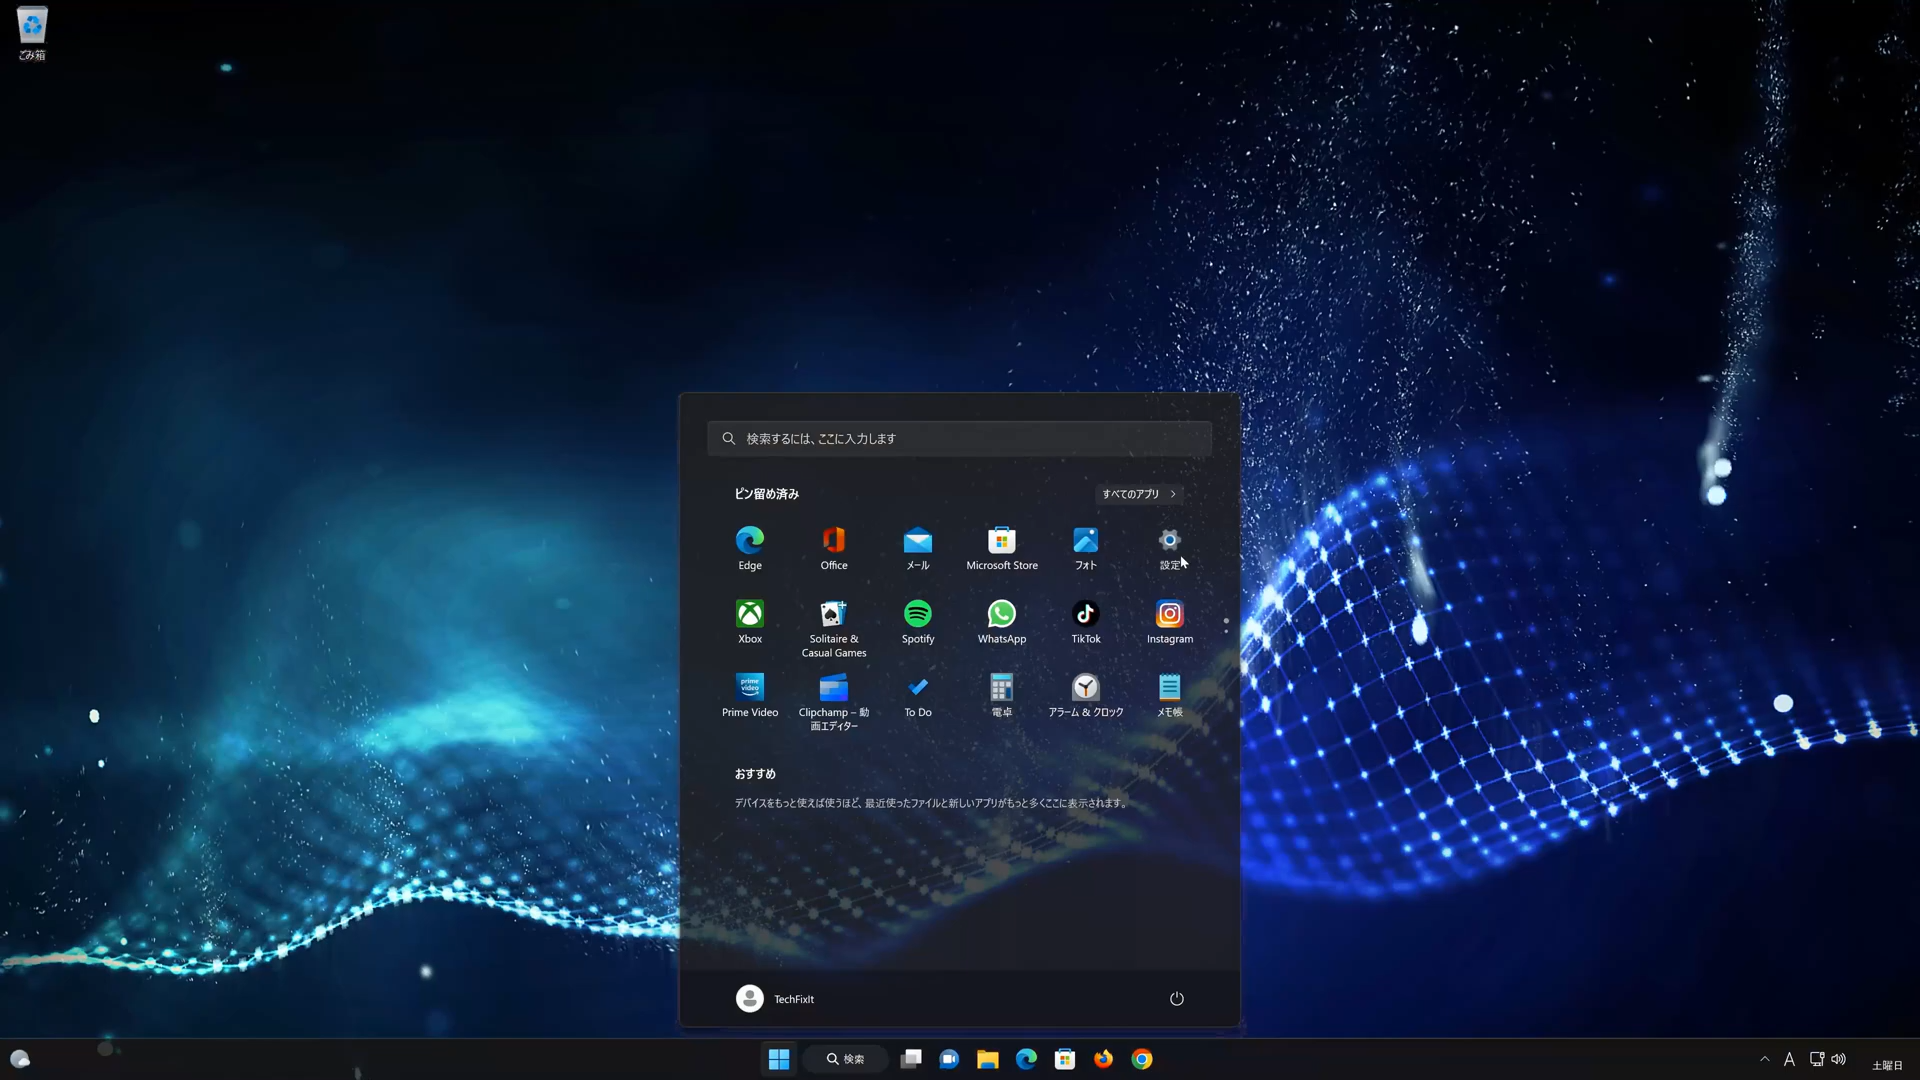 ごみ箱
検索するには、ここに入力します
ピン留め済み
すべてのアプリ
Edge
Office
メール
Microsoft Store
フォト
設定
Xbox
Solitaire &
Casual Games
Spotify
WhatsApp
TikTok
Instagram
prime
video
Prime Video
Clipchamp – 動
画エディター
To Do
電卓
アラーム & クロック
メモ帳
おすすめ
デバイスをもっと使えば使うほど、最近使ったファイルと新しいアプリがもっと多くここに表示されます。
TechFixIt
検索
A
土曜日